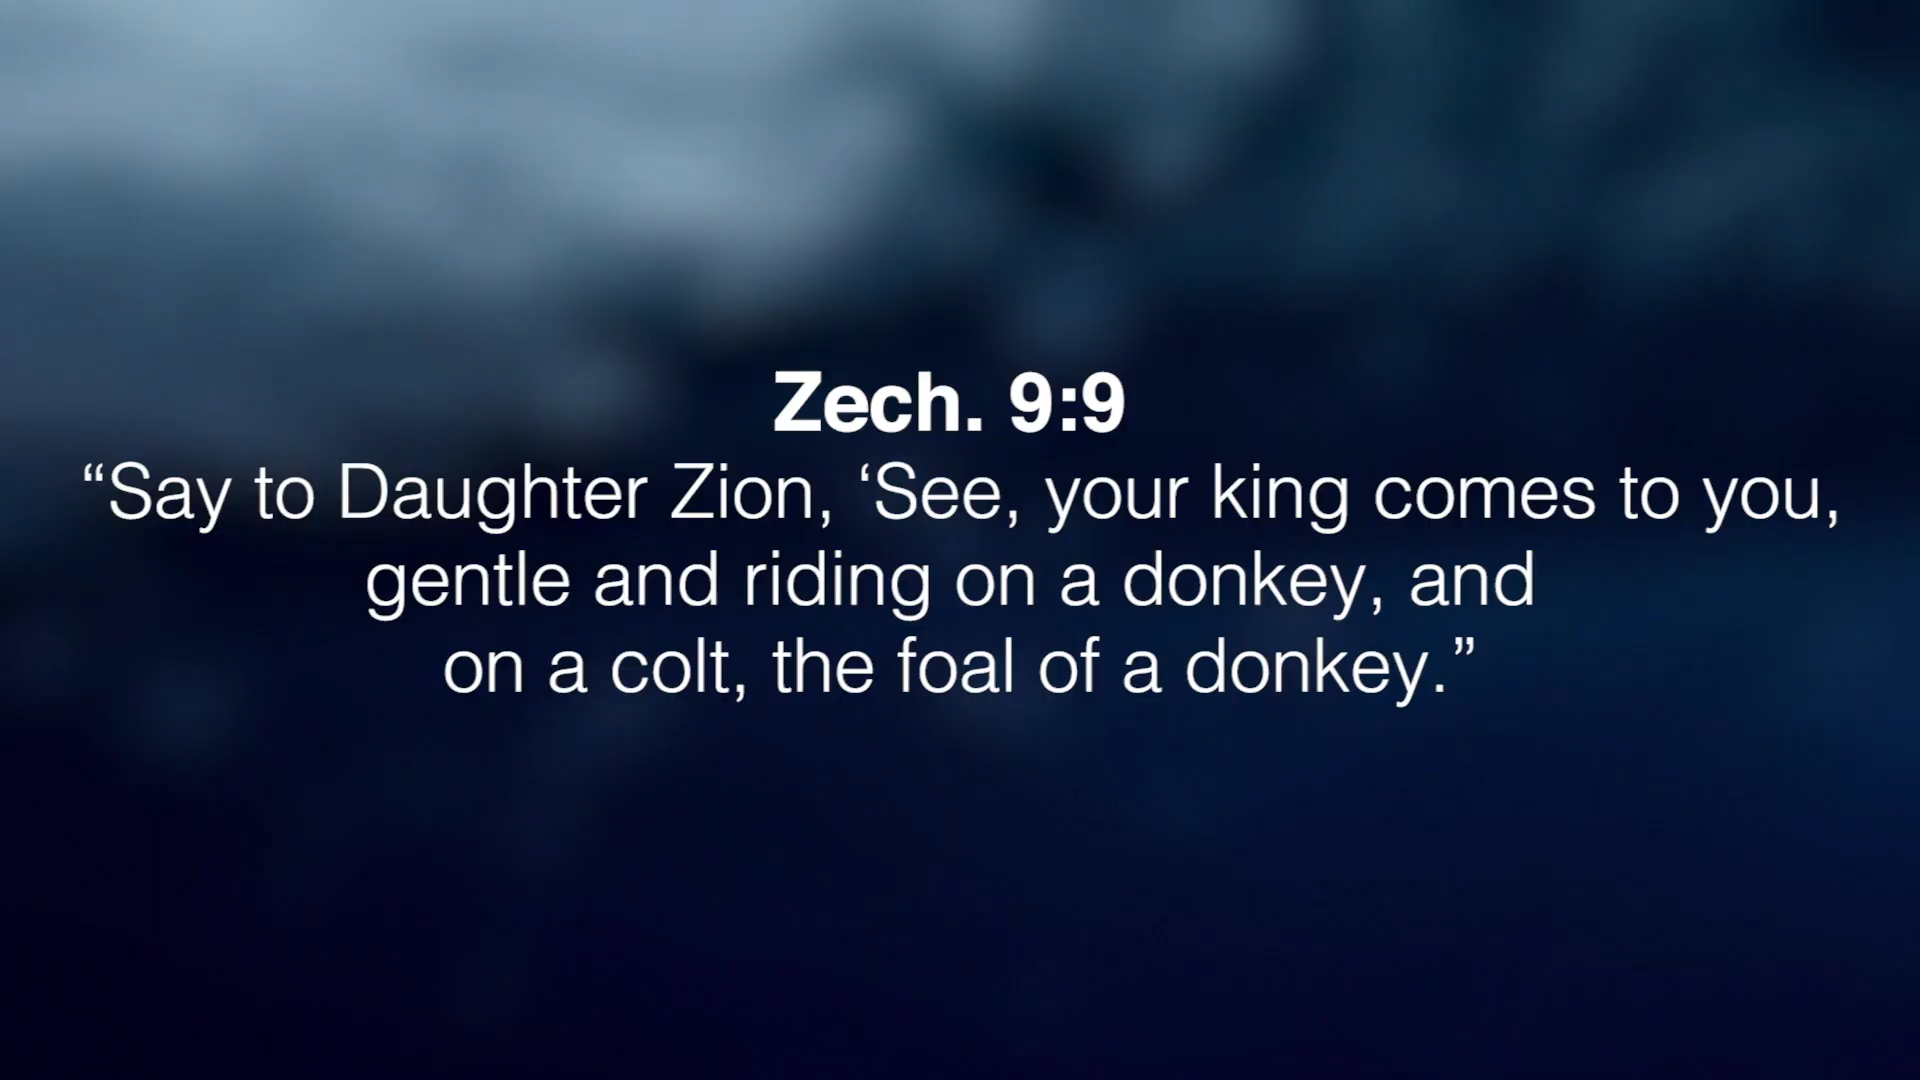 Zech. 9:9
“Say to Daughter Zion, ‘See, your king comes to you,
gentle and riding on a donkey, and
on a colt, the foal of a donkey.”